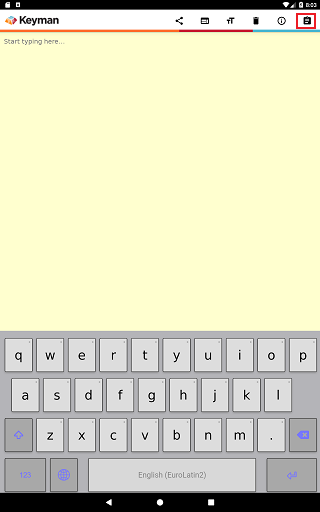 8:03
Keyman
Start typing here...
q w e r t y u i o p
a s d f g h j k l
z x c v b n m .
123 English (EuroLatin2)